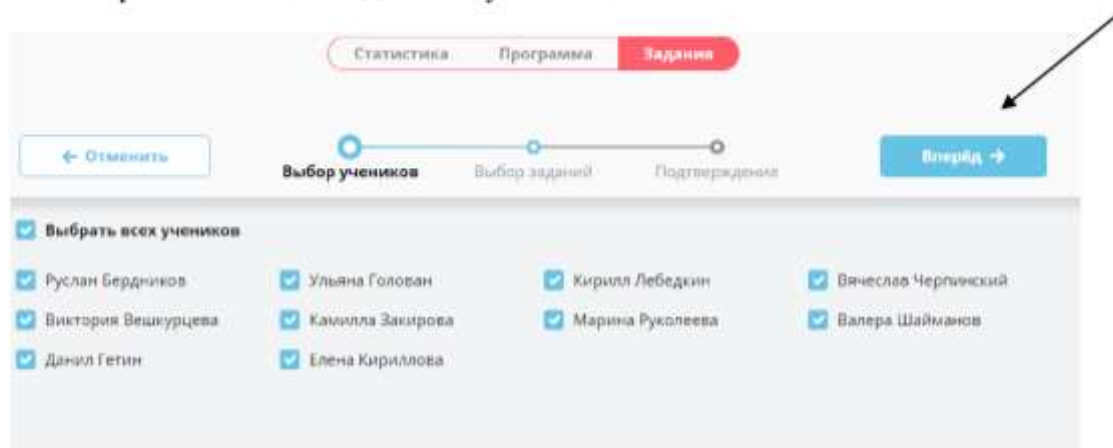 Статистика Программа Задания
← Отменить Выбор учеников Выбор заданий Подтверждение Вперёд →
Выбрать всех учеников
Руслан Бердников Ульяна Голован Кирилл Лебедкин Вячеслав Черпинский
Виктория Вешкурцева Камилла Закирова Марина Руколеева Валера Шайманов
Данил Гетин Елена Кириллова